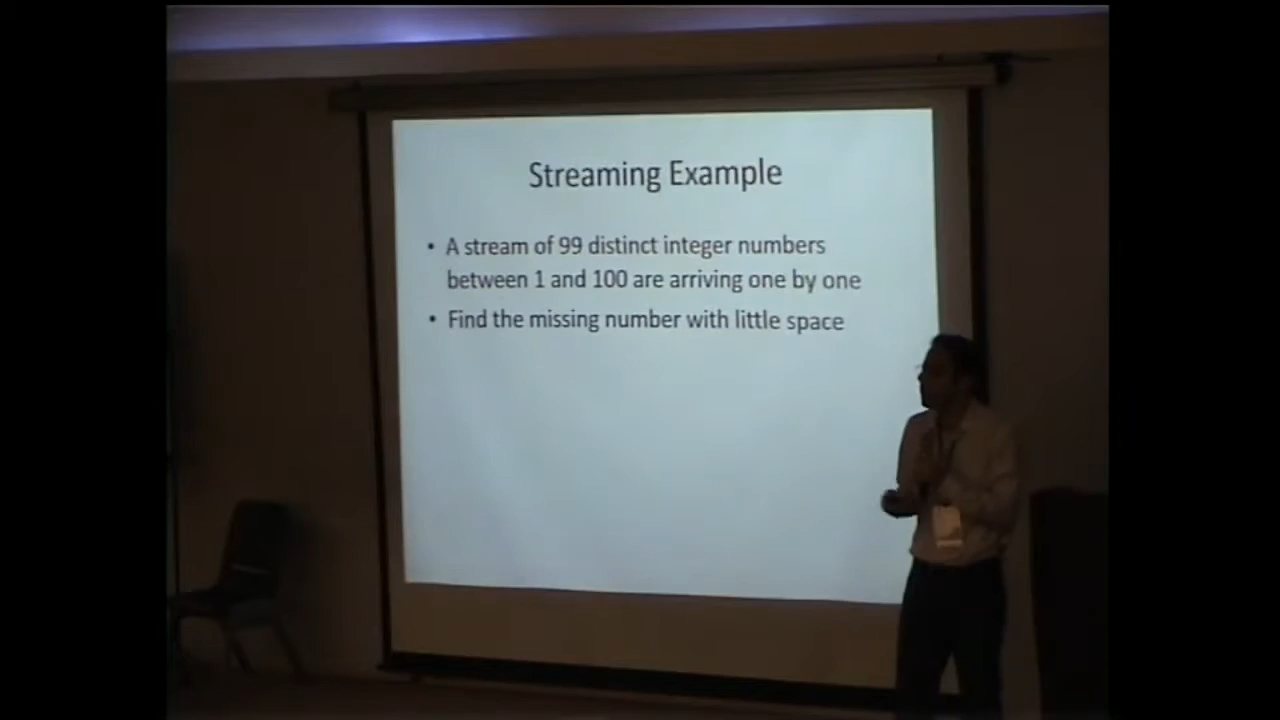 Streaming Example
• A stream of 99 distinct integer numbers
between 1 and 100 are arriving one by one
• Find the missing number with little space